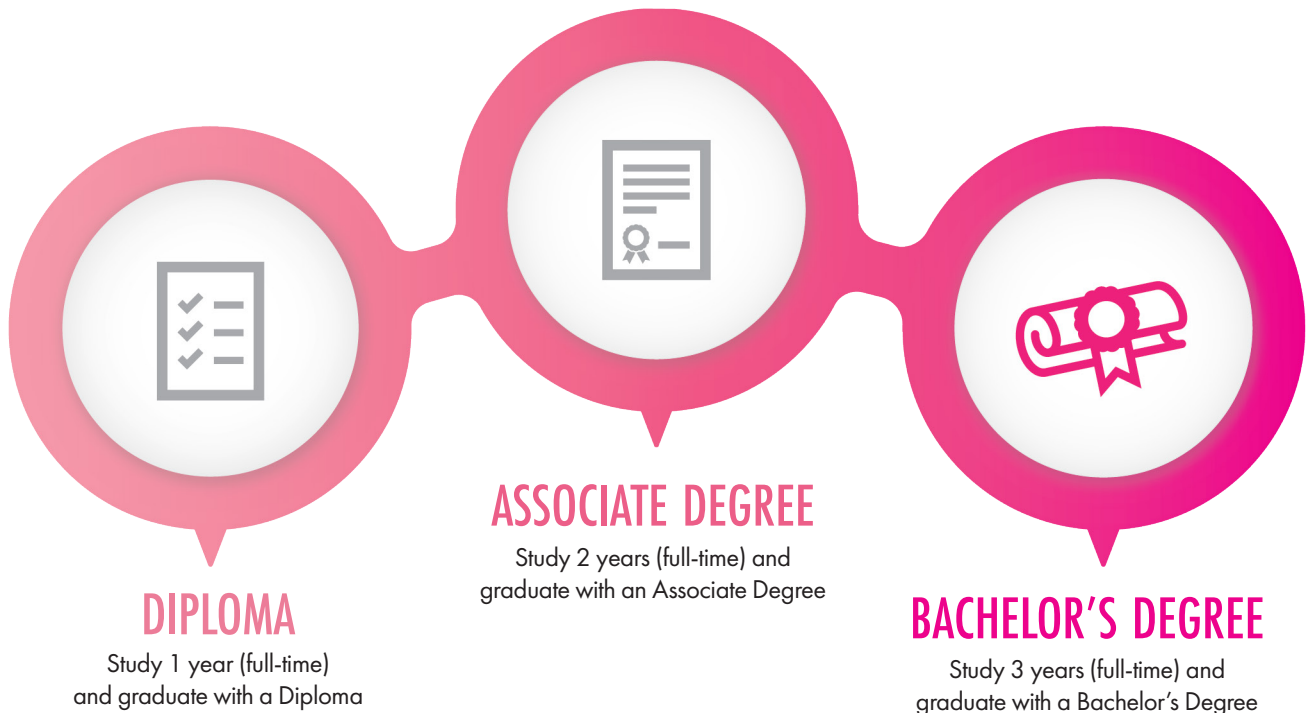 DIPLOMA
Study 1 year (full-time)
and graduate with a Diploma
ASSOCIATE DEGREE
Study 2 years (full-time) and
graduate with an Associate Degree
BACHELOR'S DEGREE
Study 3 years (full-time) and
graduate with a Bachelor's Degree